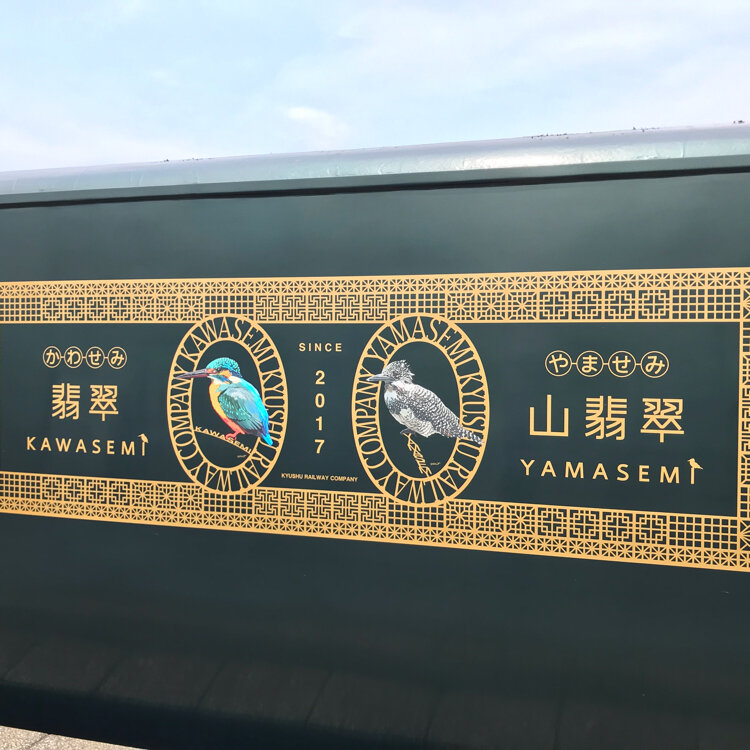 かわせみ
翡翠
KAWASEMI
KAWASEMI KYUSHU RAILWAY COMPANY
KAWASEMI
SINCE
2017
KYUSHU RAILWAY COMPANY
YAMASEMI KYUSHU RAILWAY COMPANY
やませみ
山翡翠
YAMASEMI